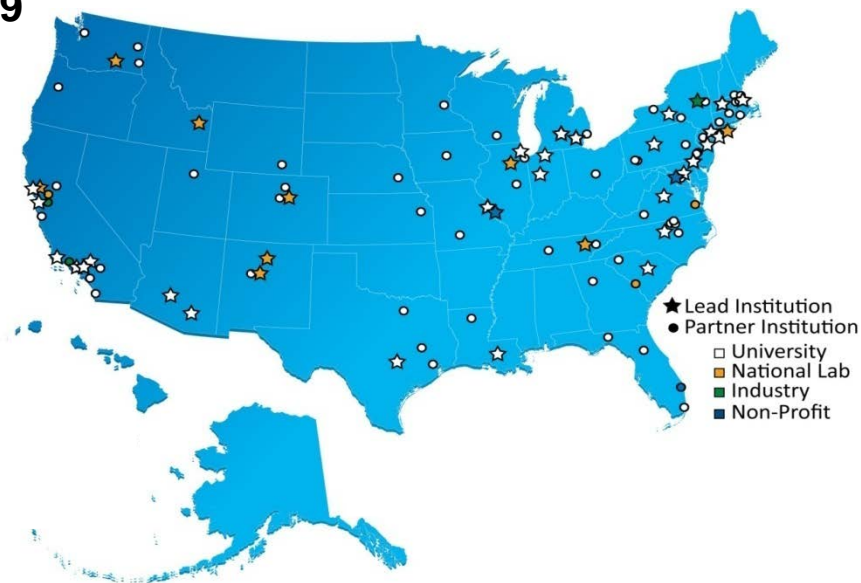 9
Lead Institution
Partner Institution
University
National Lab
Industry
Non-Profit